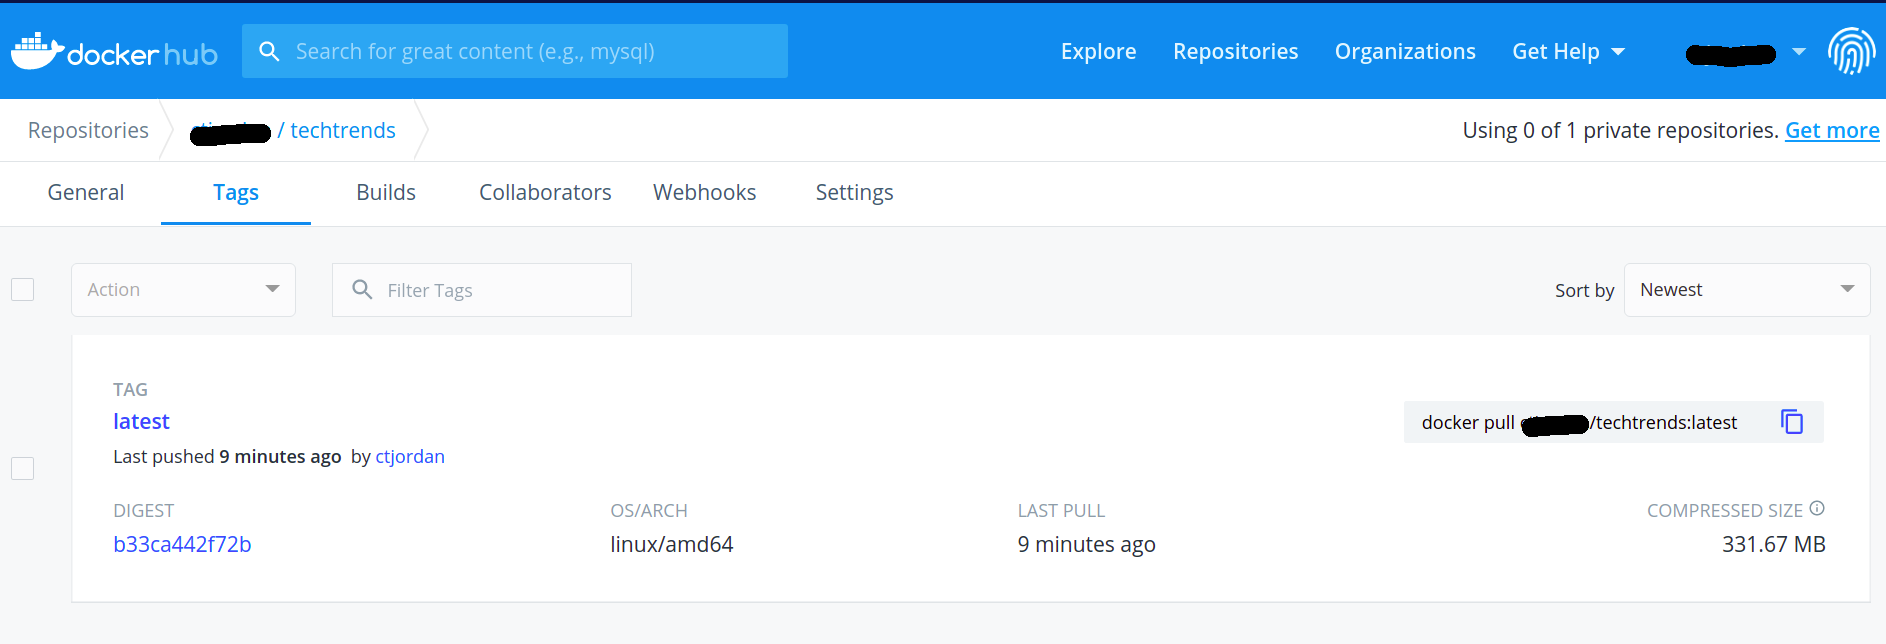 docker hub Search for great content (e.g., mysql) Explore Repositories Organizations Get Help
Repositories / techtrends Using 0 of 1 private repositories. Get more
General Tags Builds Collaborators Webhooks Settings
Action Filter Tags Sort by Newest
TAG
latest docker pull /techtrends:latest
Last pushed 9 minutes ago by ctjordan
DIGEST OS/ARCH LAST PULL COMPRESSED SIZE
b33ca442f72b linux/amd64 9 minutes ago 331.67 MB